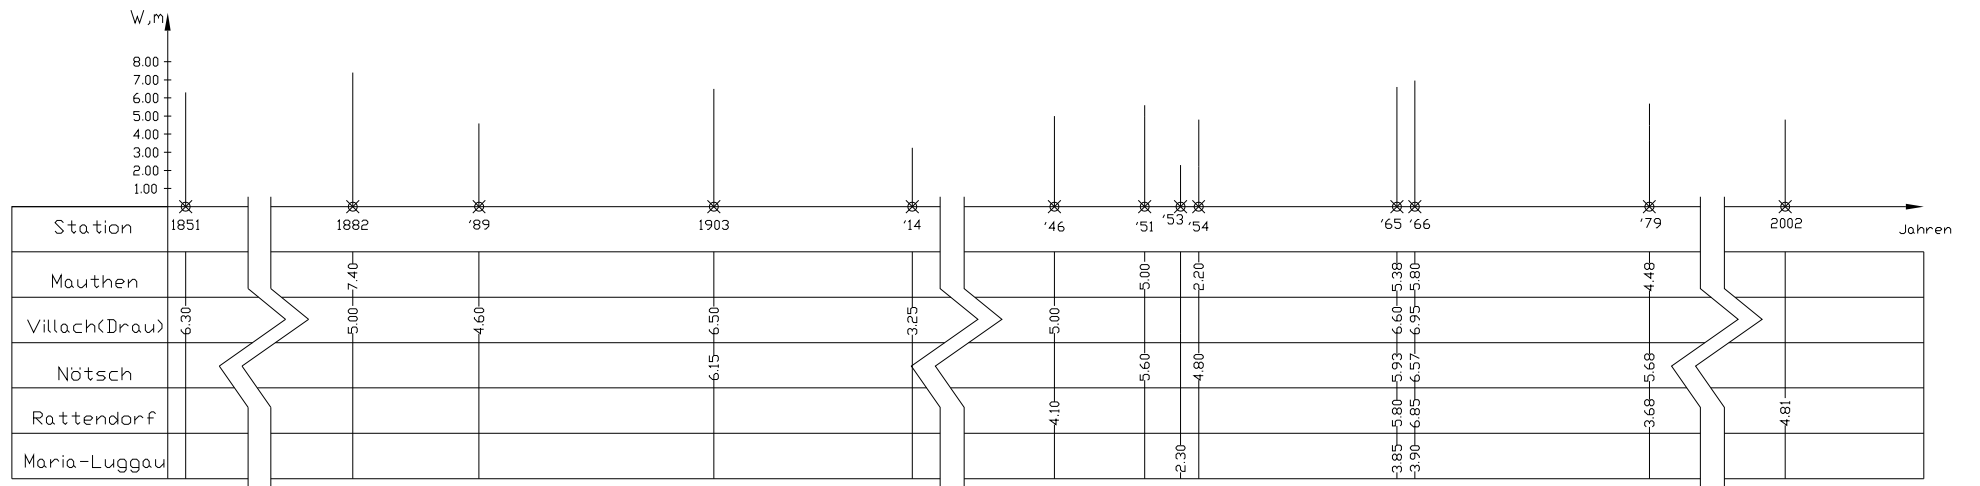 W,m
8.00
7.00
6.00
5.00
4.00
3.00
2.00
1.00
Station 1851 1882 '89 1903 '14 '46 '51 '53 '54 '65 '66 '79 2002 Jahren
Mauthen 7.40 5.00 2.20 5.38 5.80 4.48
Villach(Drau) 6.30 5.00 4.60 6.50 3.25 5.00 6.60 6.95
Nötsch 6.15 5.60 4.80 5.93 6.57 5.68
Rattendorf 4.10 5.80 6.85 3.68 4.81
Maria-Luggau 2.30 3.85 3.90